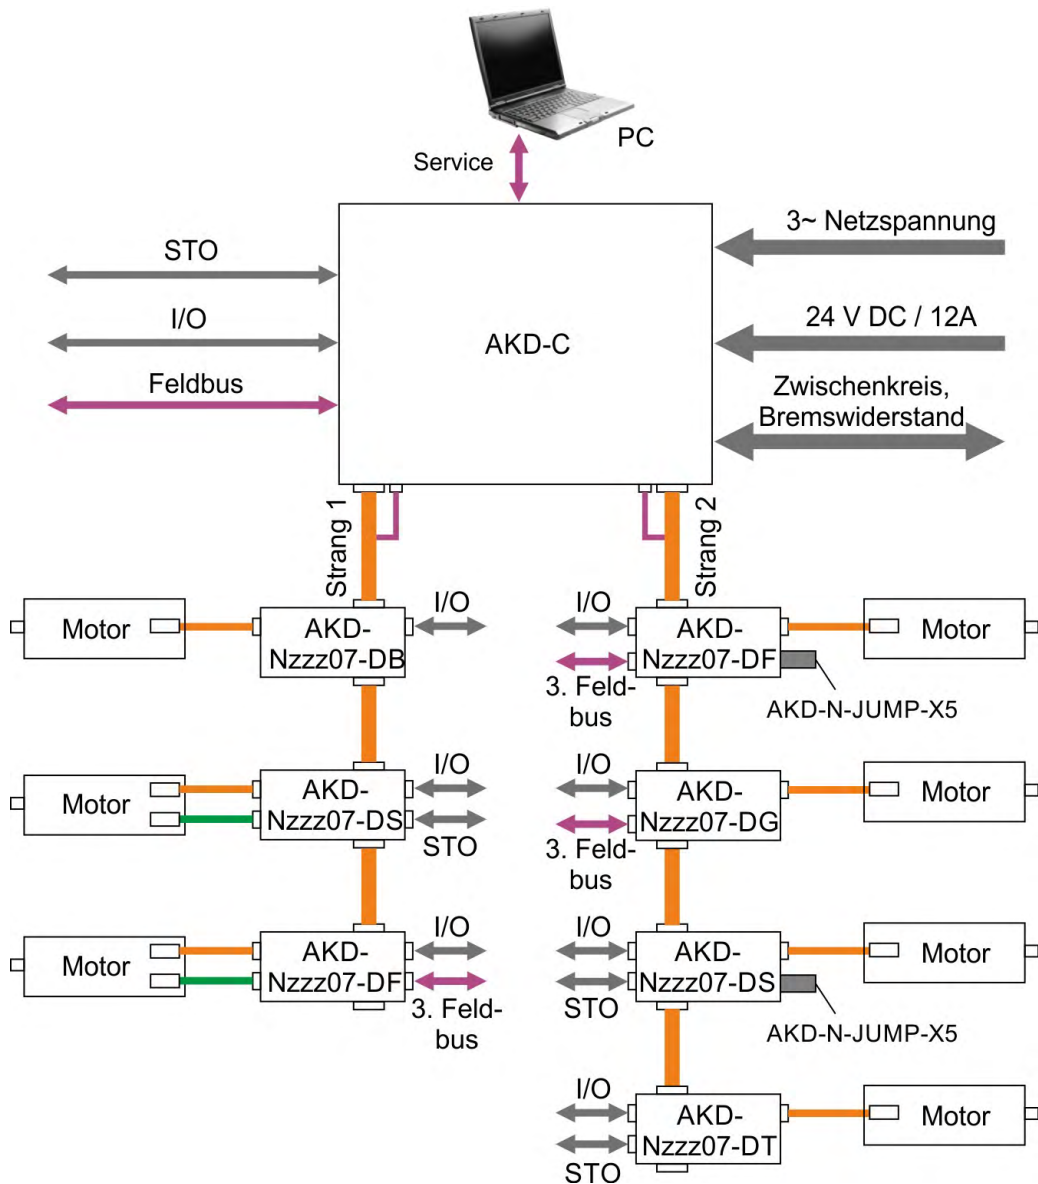 PC
Service
3~ Netzspannung
STO
I/O
24 V DC / 12A
AKD-C
Feldbus
Zwischenkreis,
Bremswiderstand
Strang 1
Strang 2
Motor
AKD-
Nzzz07-DB
I/O
I/O
AKD-
Nzzz07-DF
Motor
3. Feld-
bus
AKD-N-JUMP-X5
Motor
AKD-
Nzzz07-DS
I/O
STO
I/O
AKD-
Nzzz07-DG
Motor
3. Feld-
bus
Motor
AKD-
Nzzz07-DF
I/O
3. Feld-
bus
I/O
STO
AKD-
Nzzz07-DS
Motor
AKD-N-JUMP-X5
I/O
STO
AKD-
Nzzz07-DT
Motor